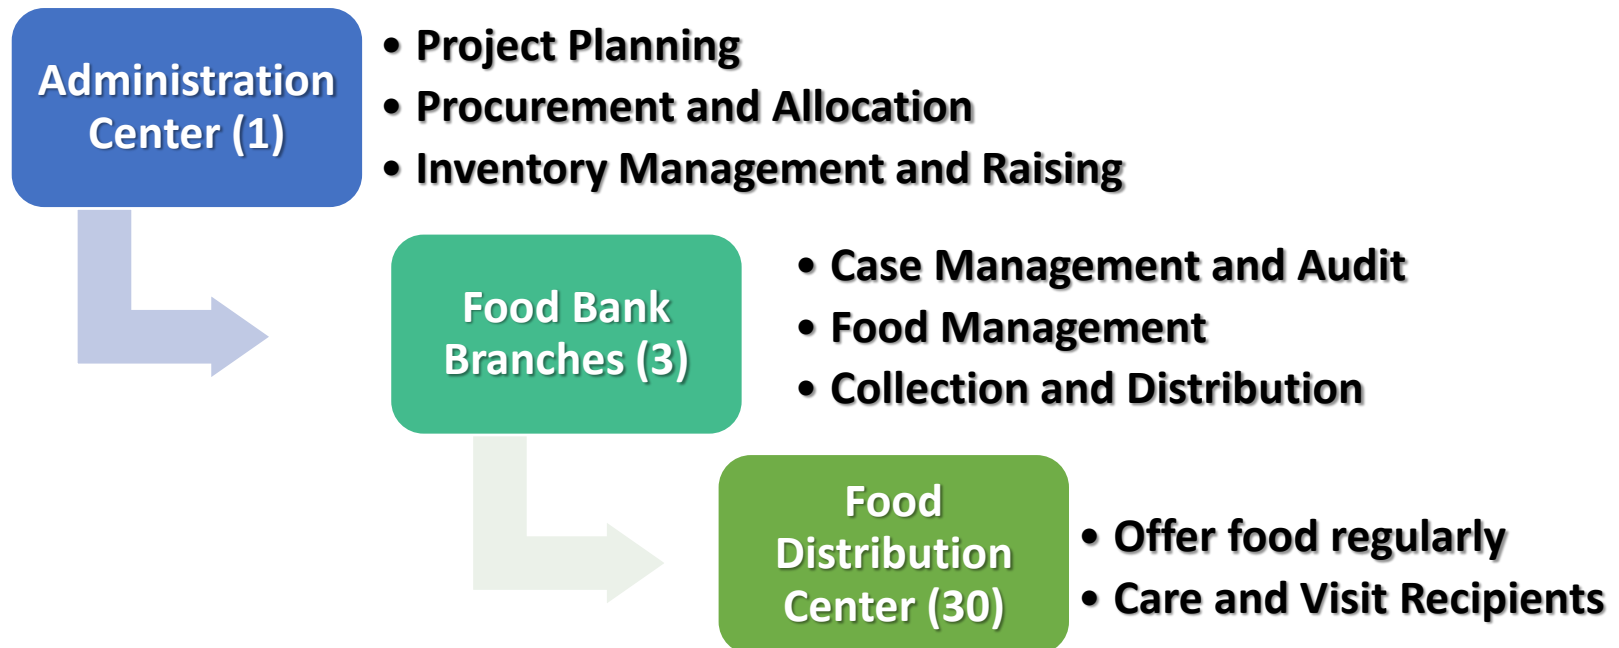 Administration
Center (1)
• Project Planning
• Procurement and Allocation
• Inventory Management and Raising
Food Bank
Branches (3)
• Case Management and Audit
• Food Management
• Collection and Distribution
Food
Distribution
Center (30)
• Offer food regularly
• Care and Visit Recipients